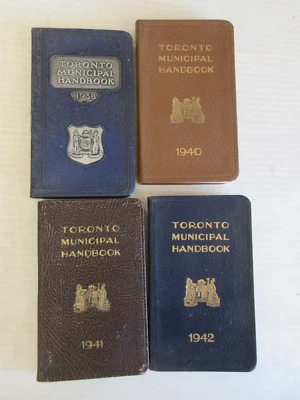 TORONTO
MUNICIPAL
HANDBOOK
1938
TORONTO
MUNICIPAL
HANDBOOK
1940
TORONTO
MUNICIPAL
HANDBOOK
1941
TORONTO
MUNICIPAL
HANDBOOK
1942